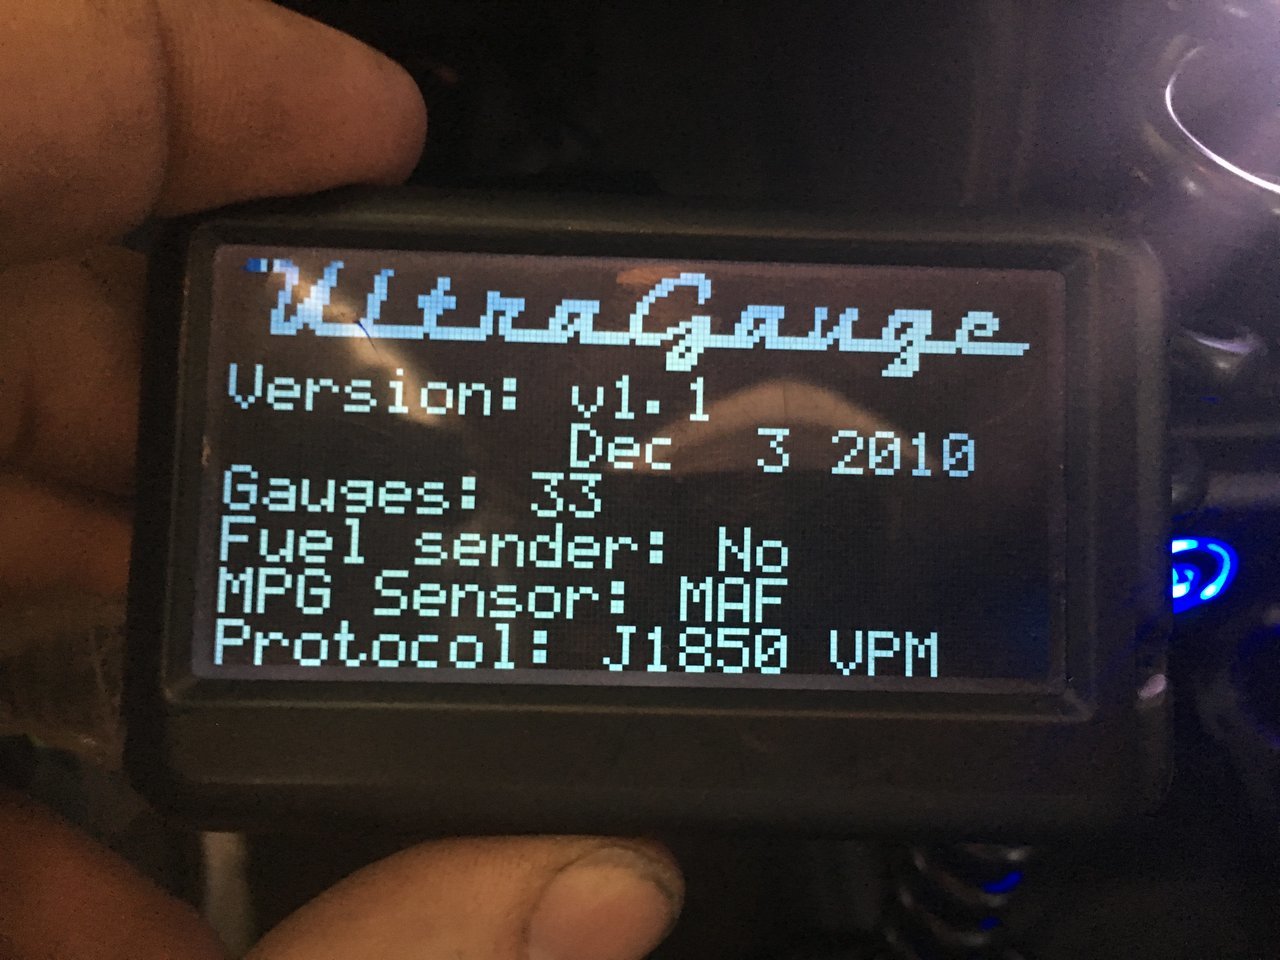 UltraGauge
Version: v1.1
Dec 3 2010
Gauges: 33
Fuel sender: No
MPG Sensor: MAF
Protocol: J1850 VPM